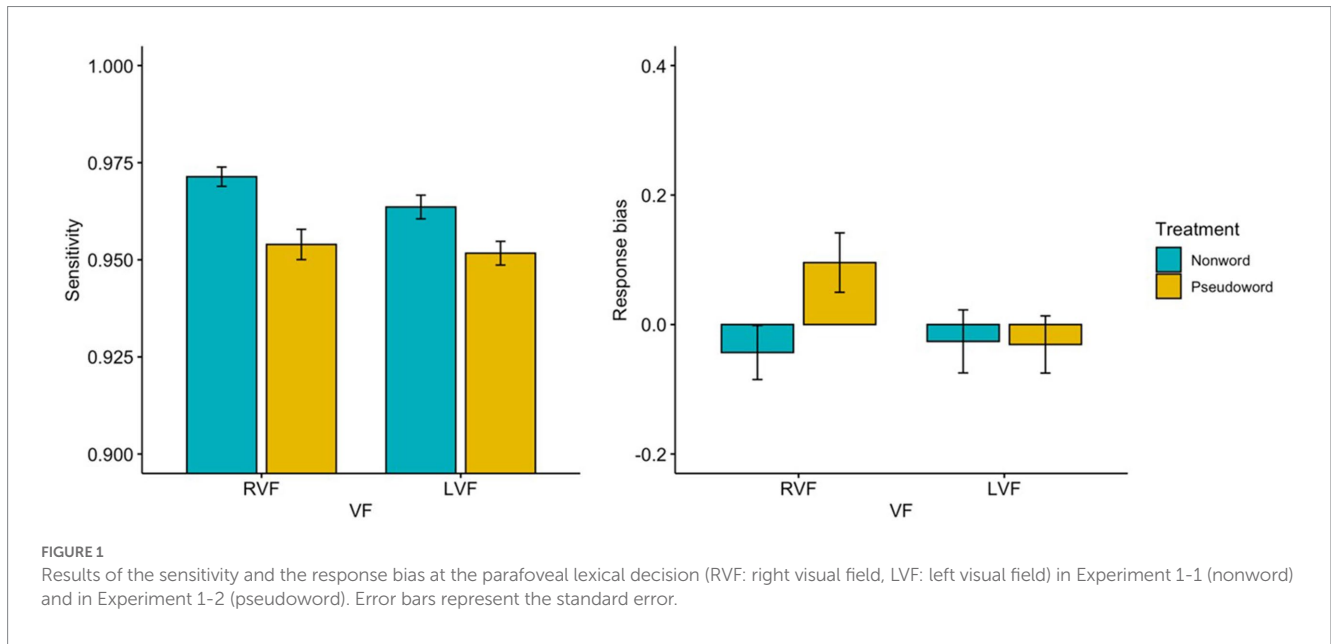 1.000
0.975
0.950
0.925
0.900
Sensitivity
RVF
LVF
VF
0.4
0.2
0.0
-0.2
Response bias
RVF
LVF
VF
Treatment
Nonword
Pseudoword
FIGURE 1
Results of the sensitivity and the response bias at the parafoveal lexical decision (RVF: right visual field, LVF: left visual field) in Experiment 1-1 (nonword)
and in Experiment 1-2 (pseudoword). Error bars represent the standard error.